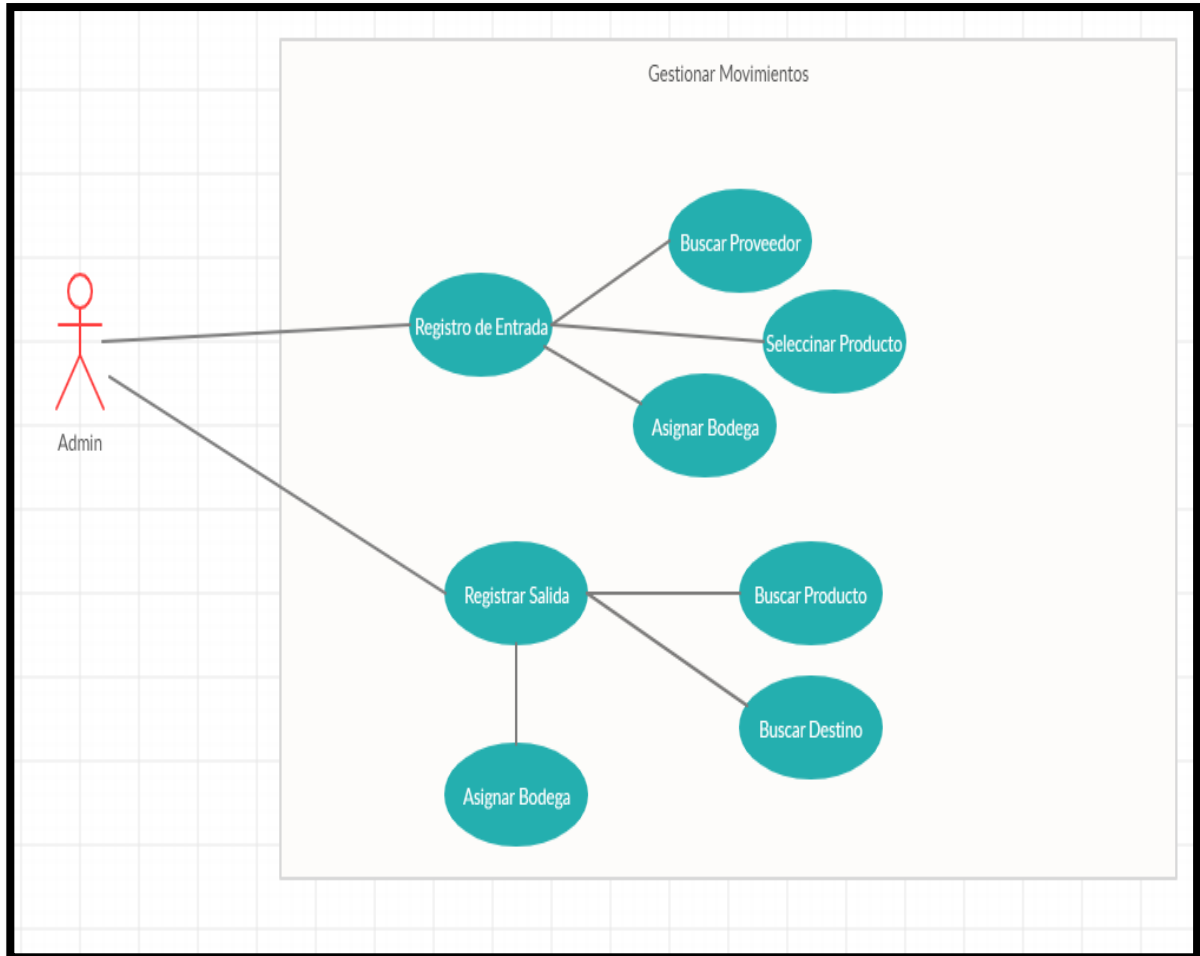 Gestionar Movimientos
Buscar Proveedor
Registro de Entrada
Seleccinar Producto
Asignar Bodega
Admin
Registrar Salida
Buscar Producto
Buscar Destino
Asignar Bodega